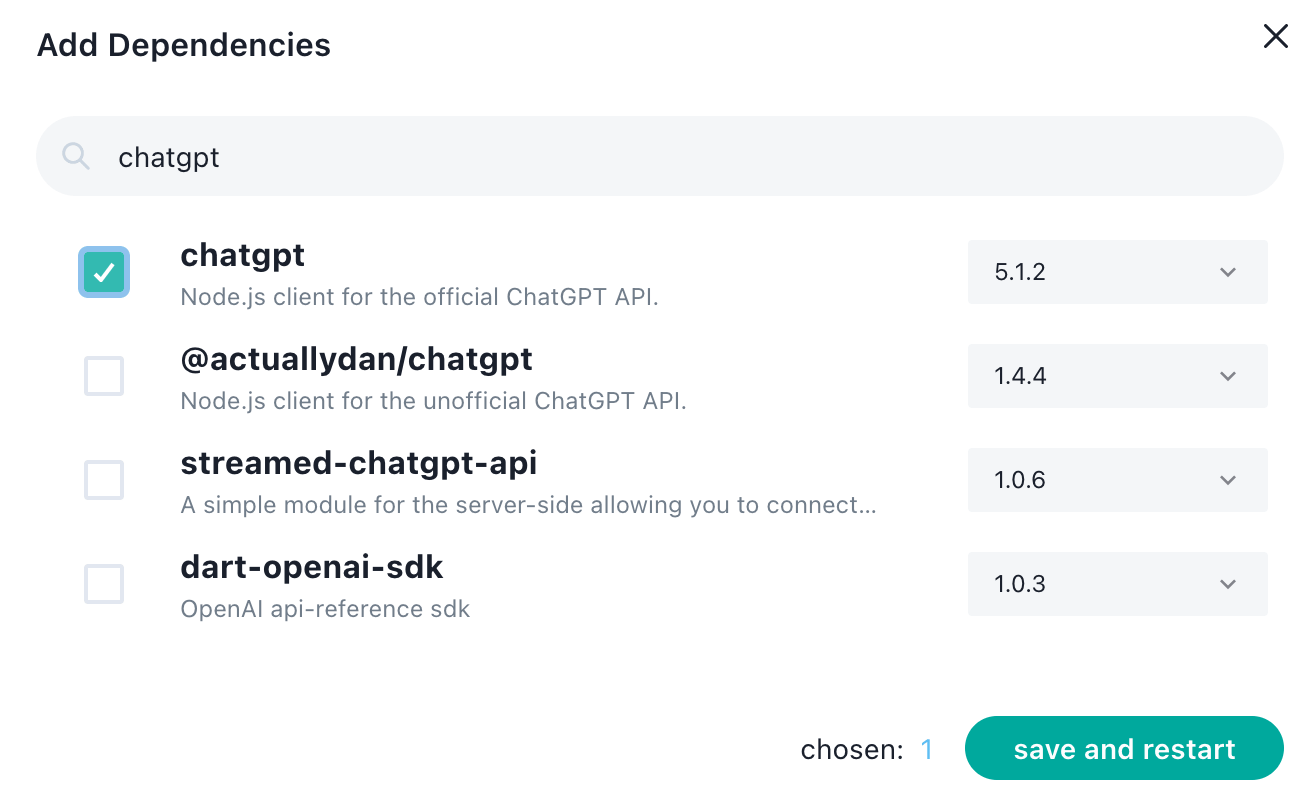 Add Dependencies
chatgpt
chatgpt
5.1.2
Node.js client for the official ChatGPT API.
@actuallydan/chatgpt
1.4.4
Node.js client for the unofficial ChatGPT API.
streamed-chatgpt-api
1.0.6
A simple module for the server-side allowing you to connect...
dart-openai-sdk
1.0.3
OpenAI api-reference sdk
chosen: 1 save and restart